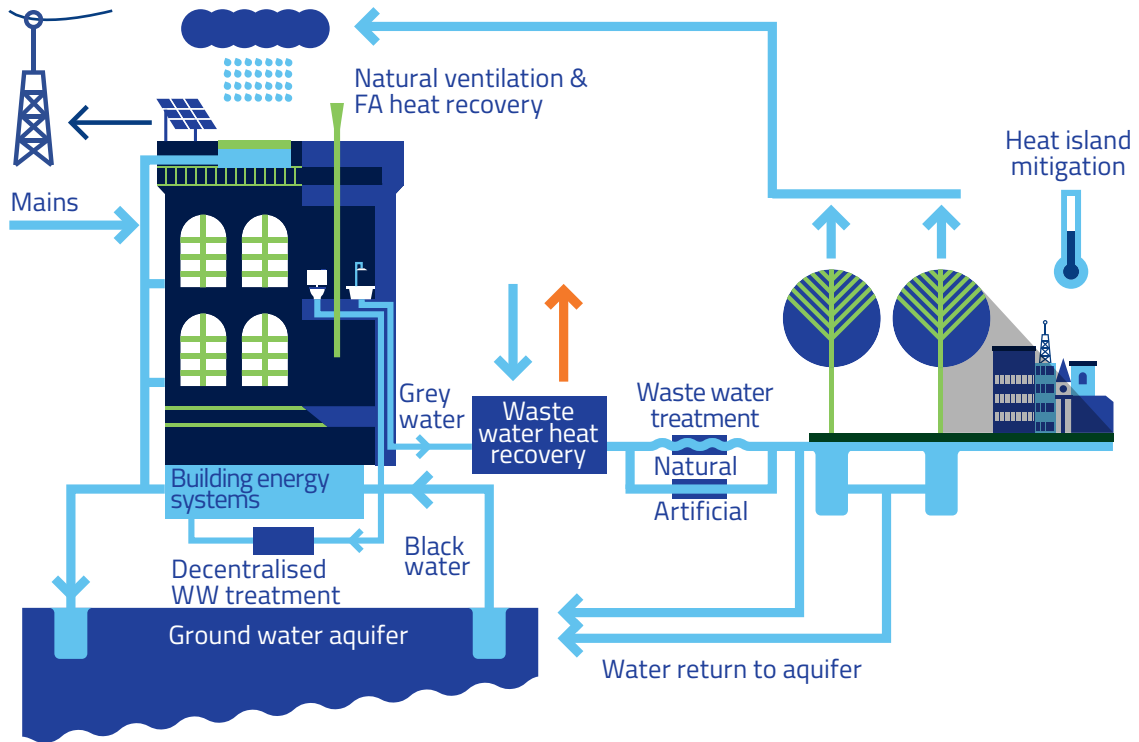 Natural ventilation &
FA heat recovery
Heat island
mitigation
Mains
Grey
water
Waste
water heat
recovery
Waste water
treatment
Natural
Artificial
Building energy
systems
Black
water
Decentralised
WW treatment
Ground water aquifer
Water return to aquifer